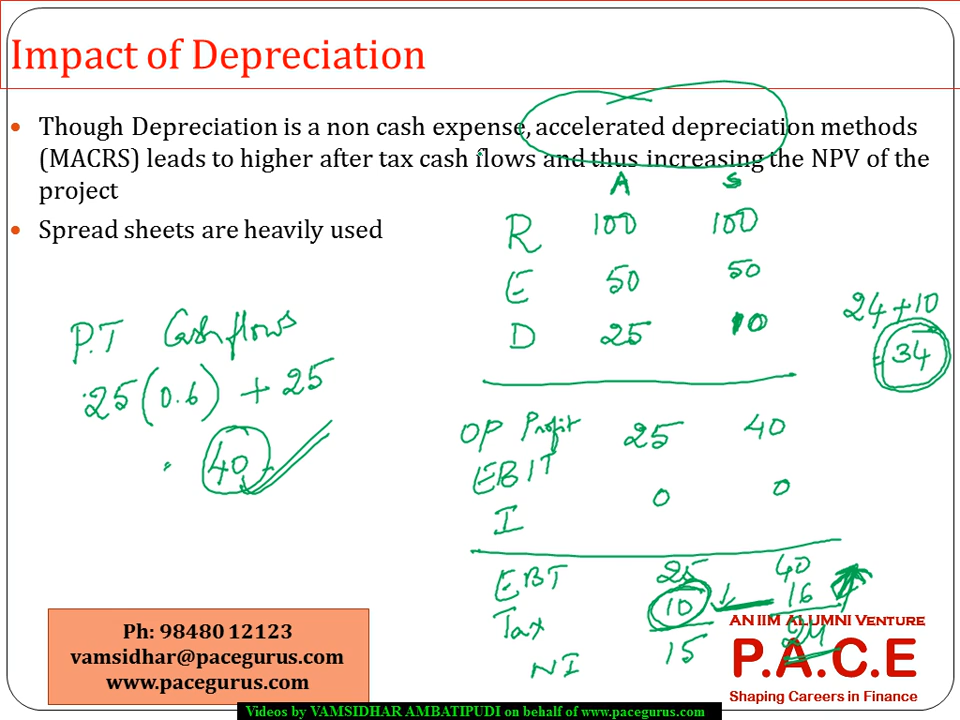 Impact of Depreciation
• Though Depreciation is a non cash expense, accelerated depreciation methods
(MACRS) leads to higher after tax cash flows and thus increasing the NPV of the
project
• Spread sheets are heavily used
A S
R 100 100
E 50 50
D 25 10
24+10
= 34
P.T Cash flows
25 (0.6) + 25
= 40
OP Profit 25 40
EBIT
I 0 0
EBT 25 40
Tax 10 16
NI 15 24
Ph: 98480 12123
vamsidhar@pacegurus.com
www.pacegurus.com
AN IIM ALUMNI VENTURE
P.A.C.E
Shaping Careers in Finance
Videos by VAMSIDHAR AMBATIPUDI on behalf of www.pacegurus.com